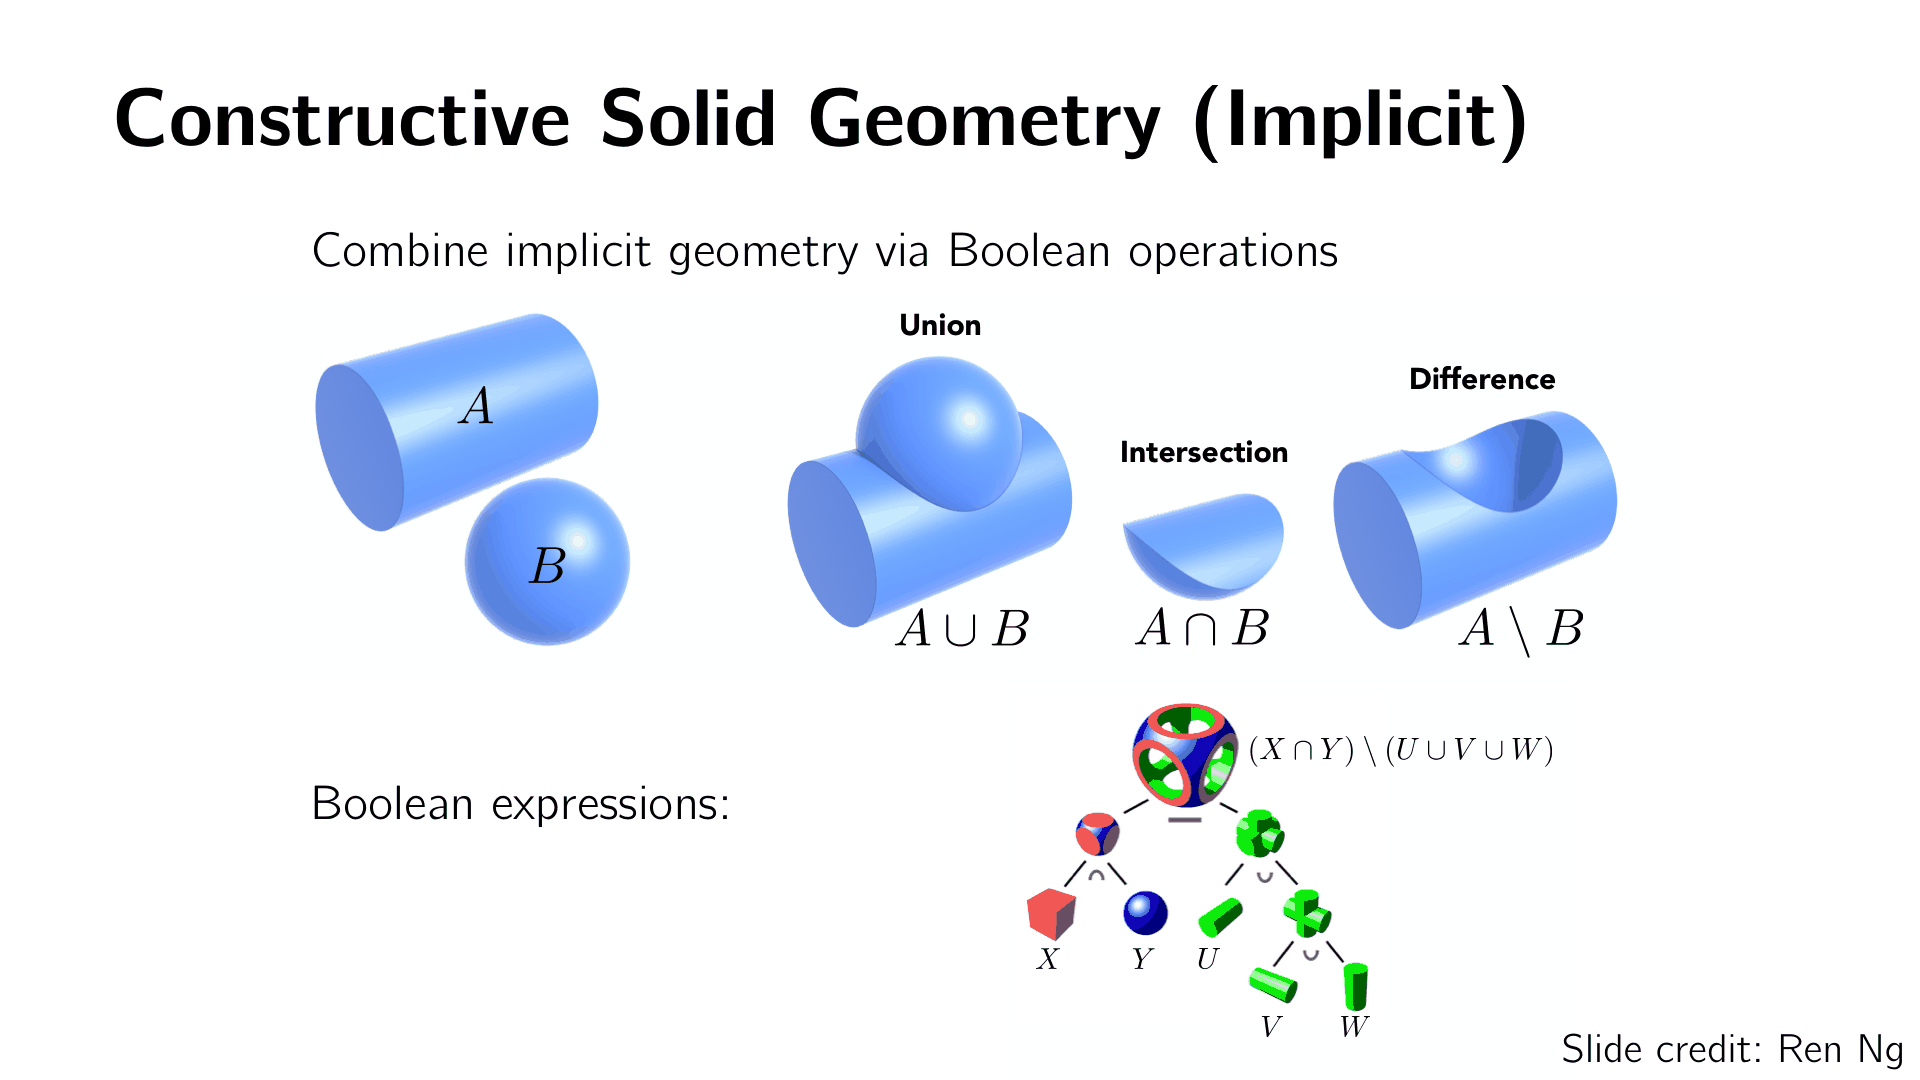 Constructive Solid Geometry (Implicit)
Combine implicit geometry via Boolean operations
A
B
Union
A ∪ B
Intersection
A ∩ B
Difference
A \ B
Boolean expressions:
(X ∩ Y) \ (U ∪ V ∪ W)
−
∩ ∪
X Y U
∪
V W
Slide credit: Ren Ng